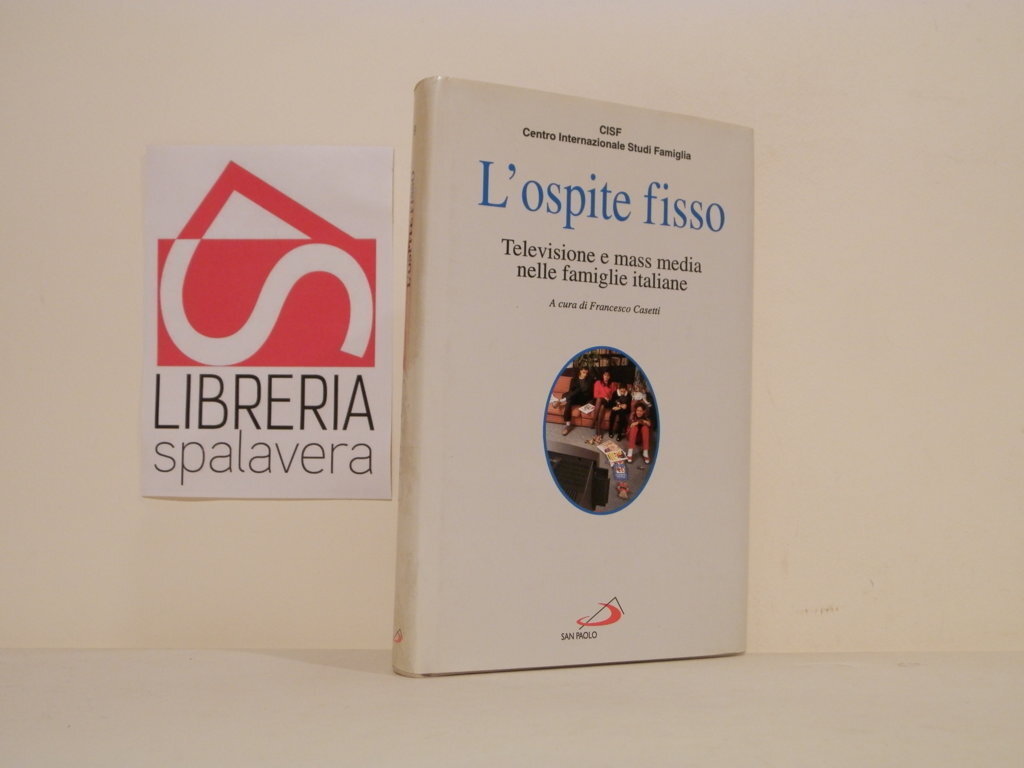 LIBRERIA
spalavera
CISF
Centro Internazionale Studi Famiglia
L'ospite fisso
Televisione e mass media
nelle famiglie italiane
A cura di Francesco Casetti
SAN PAOLO